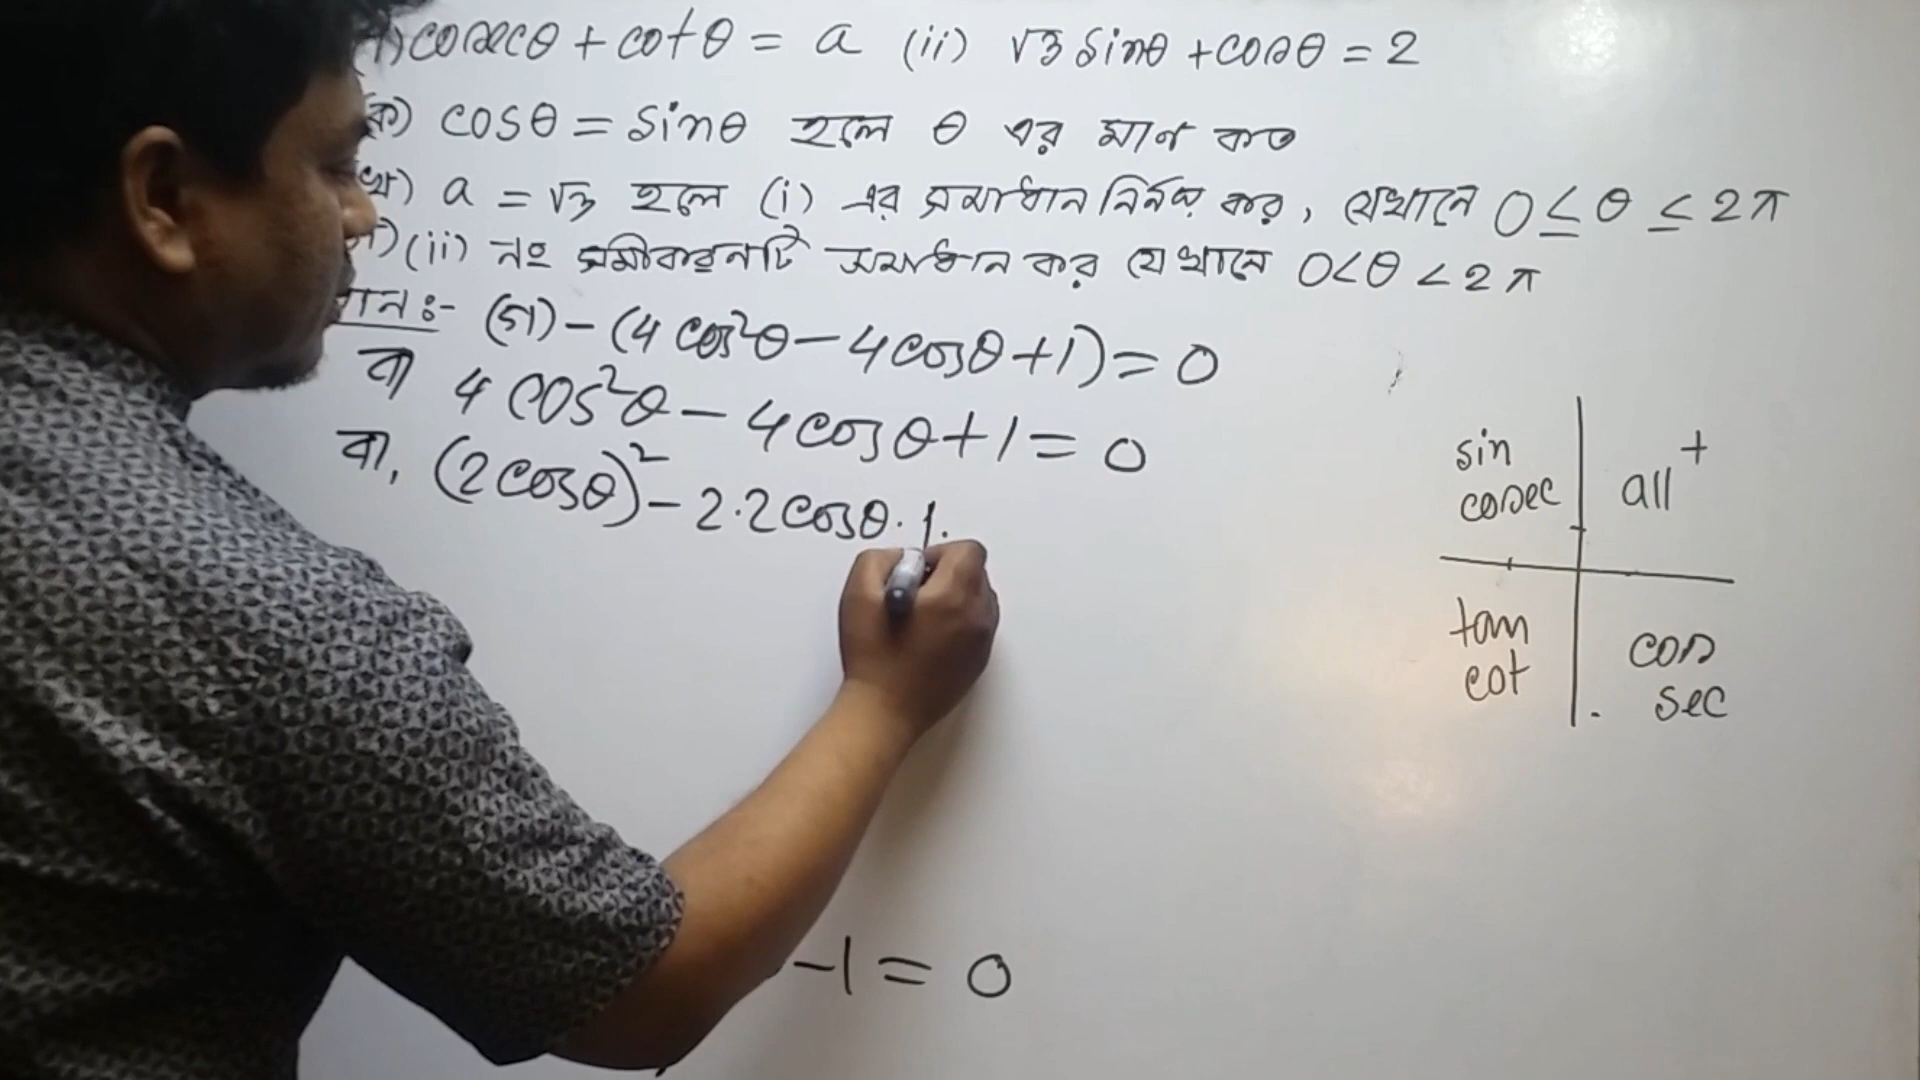 ) cosecθ + cotθ = a (ii) √3 sinθ + cosθ = 2
ক) cosθ = sinθ হলে θ এর মান কত
খ) a = √3 হলে (i) এর সমাধান নির্নয় কর, যেখানে 0 ≤ θ ≤ 2π
(ii) নং সমীকরনটি সমাধান কর যেখানে 0<θ<2π
ান ঃ- (গ) - (4 cos²θ - 4cosθ + 1) = 0
বা 4 cos²θ - 4cosθ + 1 = 0
বা, (2cosθ)² - 2.2cosθ. 1.
-1 = 0
sin
cosec
all +
tan
cot
cos
sec